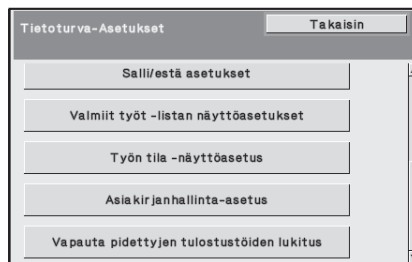 Tietoturva-Asetukset
Takaisin
Salli/estä asetukset
Valmiit työt -listan näyttöasetukset
Työn tila -näyttöasetus
Asiakirjanhallinta-asetus
Vapauta pidettyjen tulostustöiden lukitus